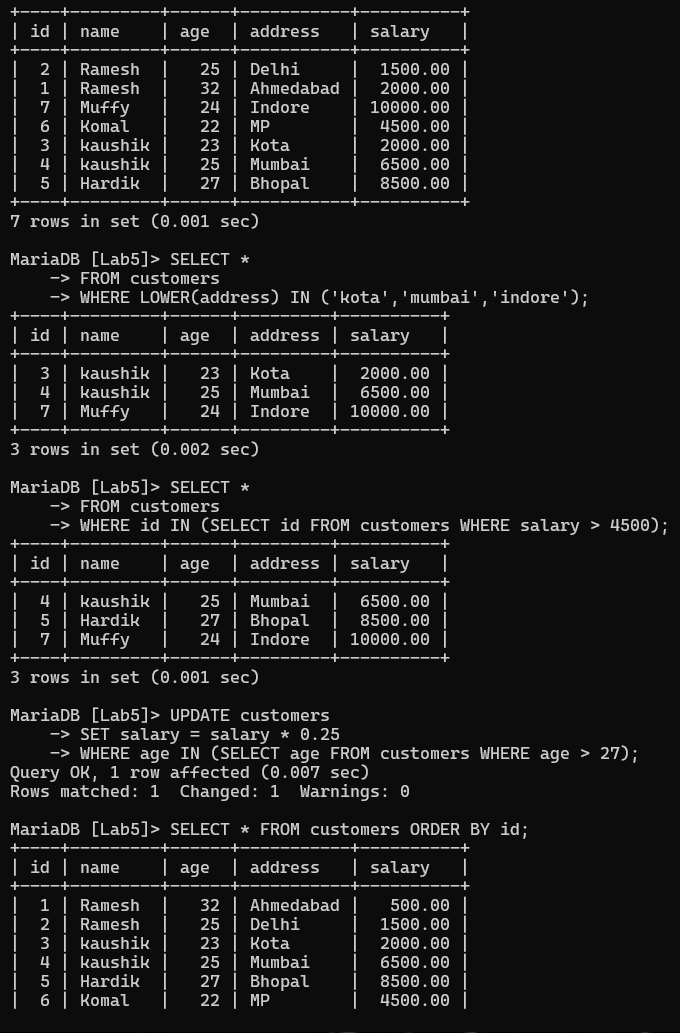 +----+---------+------+-----------+----------+
| id | name    | age  | address   | salary   |
+----+---------+------+-----------+----------+
|  2 | Ramesh  |   25 | Delhi     |  1500.00 |
|  1 | Ramesh  |   32 | Ahmedabad |  2000.00 |
|  7 | Muffy   |   24 | Indore    | 10000.00 |
|  6 | Komal   |   22 | MP        |  4500.00 |
|  3 | kaushik |   23 | Kota      |  2000.00 |
|  4 | kaushik |   25 | Mumbai    |  6500.00 |
|  5 | Hardik  |   27 | Bhopal    |  8500.00 |
+----+---------+------+-----------+----------+
7 rows in set (0.001 sec)

MariaDB [Lab5]> SELECT *
    -> FROM customers
    -> WHERE LOWER(address) IN ('kota','mumbai','indore');
+----+---------+------+---------+----------+
| id | name    | age  | address | salary   |
+----+---------+------+---------+----------+
|  3 | kaushik |   23 | Kota    |  2000.00 |
|  4 | kaushik |   25 | Mumbai  |  6500.00 |
|  7 | Muffy   |   24 | Indore  | 10000.00 |
+----+---------+------+---------+----------+
3 rows in set (0.002 sec)

MariaDB [Lab5]> SELECT *
    -> FROM customers
    -> WHERE id IN (SELECT id FROM customers WHERE salary > 4500);
+----+---------+------+---------+----------+
| id | name    | age  | address | salary   |
+----+---------+------+---------+----------+
|  4 | kaushik |   25 | Mumbai  |  6500.00 |
|  5 | Hardik  |   27 | Bhopal  |  8500.00 |
|  7 | Muffy   |   24 | Indore  | 10000.00 |
+----+---------+------+---------+----------+
3 rows in set (0.001 sec)

MariaDB [Lab5]> UPDATE customers
    -> SET salary = salary * 0.25
    -> WHERE age IN (SELECT age FROM customers WHERE age > 27);
Query OK, 1 row affected (0.007 sec)
Rows matched: 1  Changed: 1  Warnings: 0

MariaDB [Lab5]> SELECT * FROM customers ORDER BY id;
+----+---------+------+-----------+----------+
| id | name    | age  | address   | salary   |
+----+---------+------+-----------+----------+
|  1 | Ramesh  |   32 | Ahmedabad |   500.00 |
|  2 | Ramesh  |   25 | Delhi     |  1500.00 |
|  3 | kaushik |   23 | Kota      |  2000.00 |
|  4 | kaushik |   25 | Mumbai    |  6500.00 |
|  5 | Hardik  |   27 | Bhopal    |  8500.00 |
|  6 | Komal   |   22 | MP        |  4500.00 |